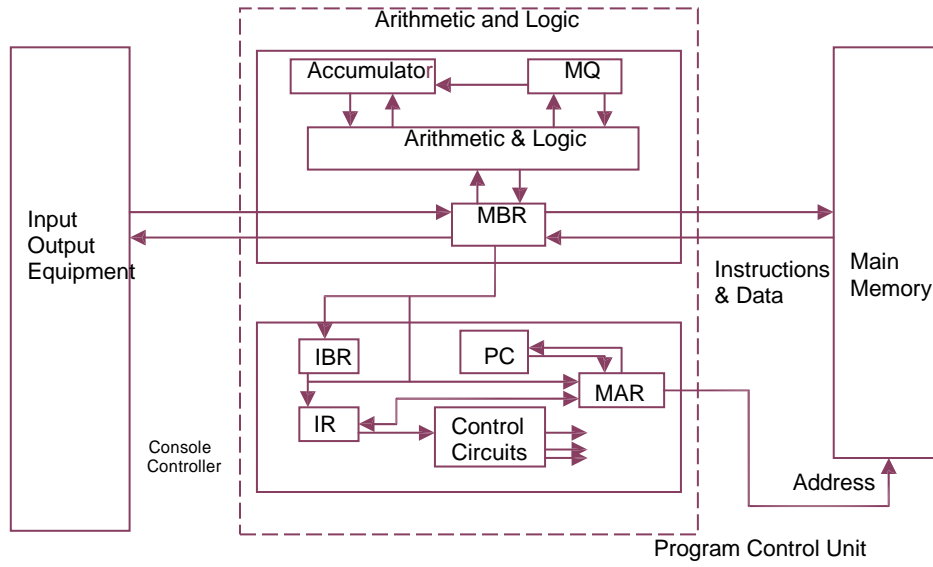 Arithmetic and Logic
Accumulator
MQ
Arithmetic & Logic
MBR
Input
Output
Equipment
Instructions
& Data
Main
Memory
IBR
PC
MAR
IR
Control
Circuits
Console
Controller
Address
Program Control Unit